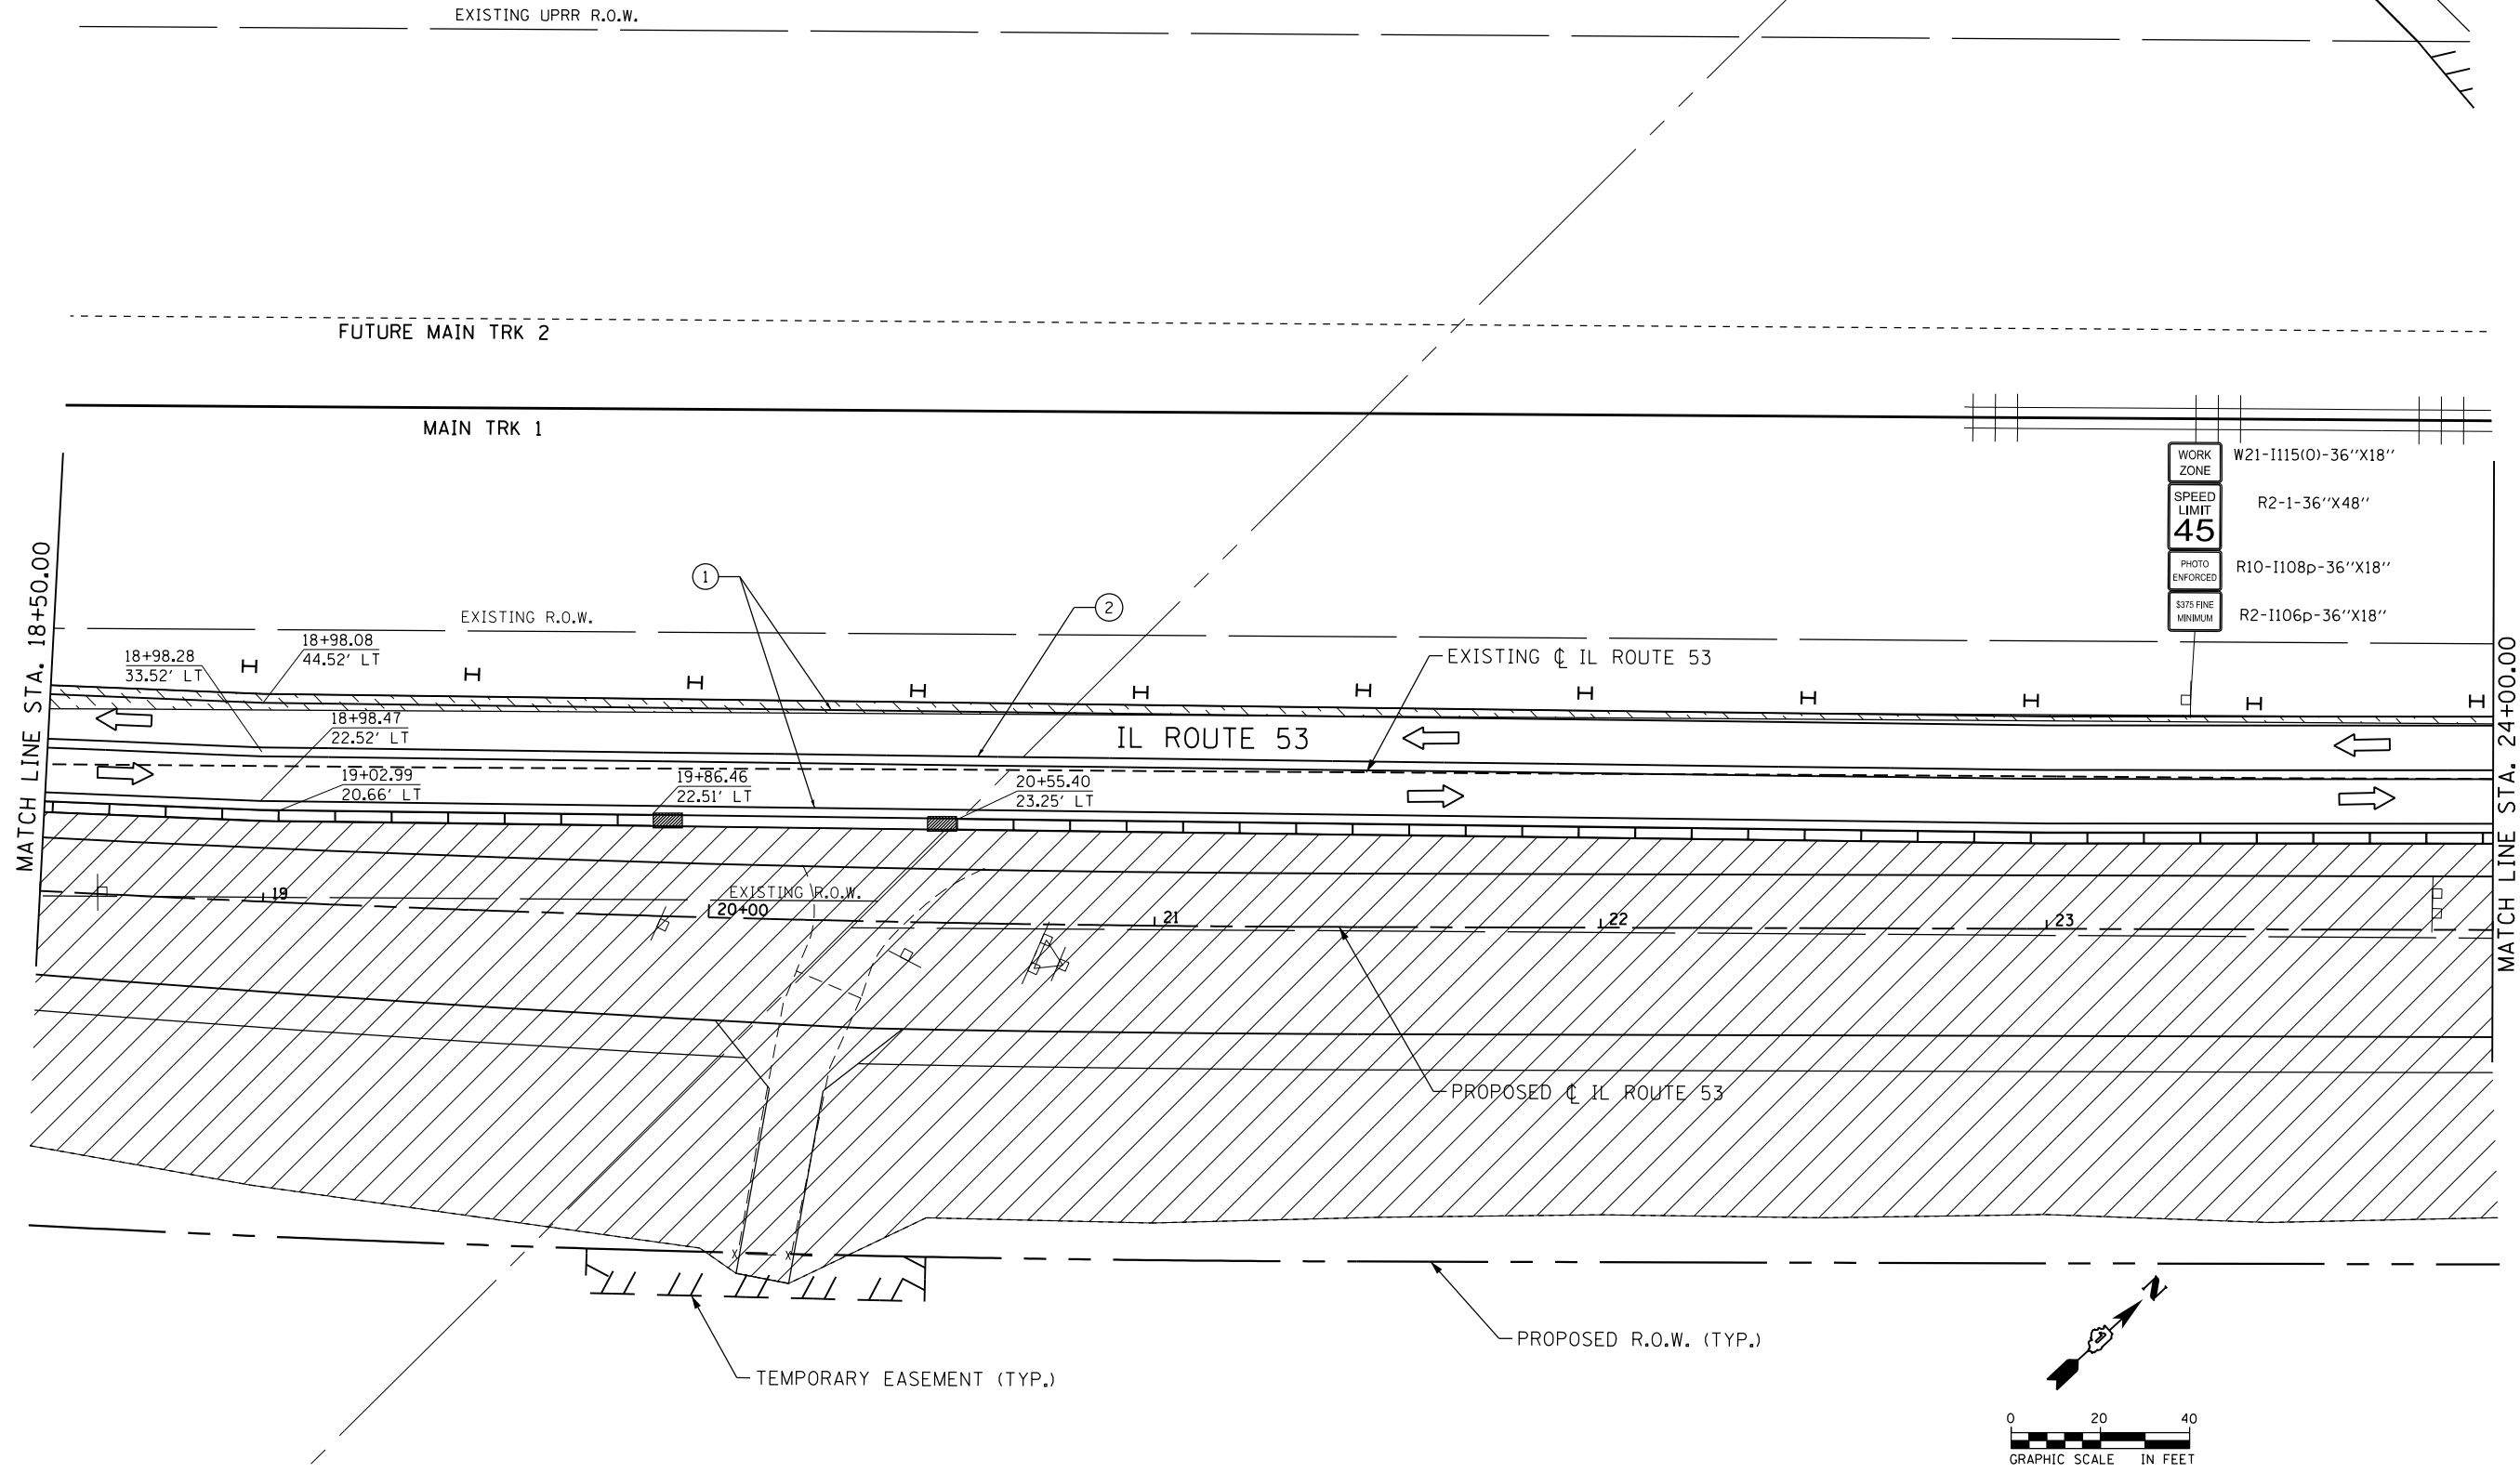 EXISTING UPRR R.O.W.
FUTURE MAIN TRK 2
MAIN TRK 1
WORK
ZONE
W21-I115(O)-36''X18''
SPEED
LIMIT
45
R2-1-36''X48''
PHOTO
ENFORCED
R10-I108p-36''X18''
$375 FINE
MINIMUM
R2-I106p-36''X18''
MATCH LINE STA. 18+50.00
MATCH LINE STA. 24+00.00
1
2
EXISTING R.O.W.
18+98.08
44.52' LT
18+98.28
33.52' LT
EXISTING ℄ IL ROUTE 53
18+98.47
22.52' LT
IL ROUTE 53
19+02.99
20.66' LT
19+86.46
22.51' LT
20+55.40
23.25' LT
EXISTING R.O.W.
19
20+00
21
22
23
PROPOSED ℄ IL ROUTE 53
X
X
PROPOSED R.O.W. (TYP.)
TEMPORARY EASEMENT (TYP.)
N
1
0 20 40
GRAPHIC SCALE IN FEET